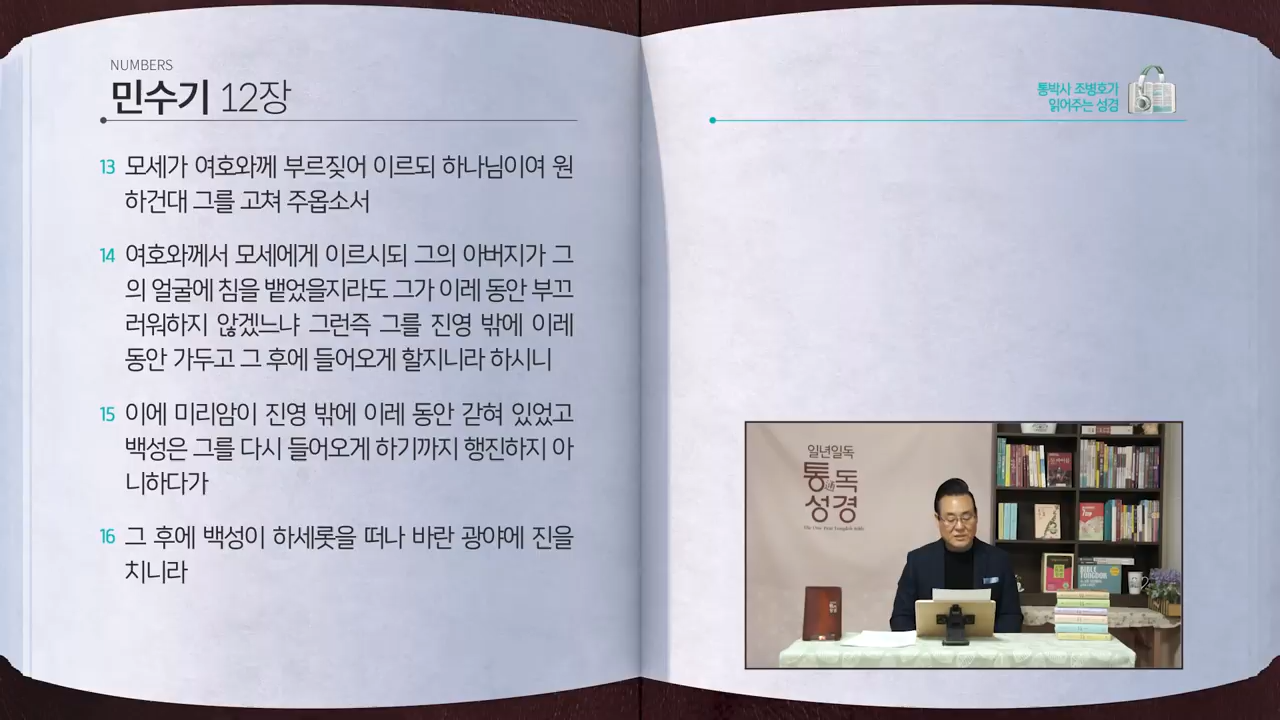 NUMBERS
민수기 12장
13 모세가 여호와께 부르짖어 이르되 하나님이여 원
하건대 그를 고쳐 주옵소서
14 여호와께서 모세에게 이르시되 그의 아버지가 그
의 얼굴에 침을 뱉었을지라도 그가 이레 동안 부끄
러워하지 않겠느냐 그런즉 그를 진영 밖에 이레
동안 가두고 그 후에 들어오게 할지니라 하시니
15 이에 미리암이 진영 밖에 이레 동안 갇혀 있었고
백성은 그를 다시 들어오게 하기까지 행진하지 아
니하다가
16 그 후에 백성이 하세롯을 떠나 바란 광야에 진을
치니라
통박사 조병호가
읽어주는 성경
일년일독
통독
성경
BIBLE
TONGDOK